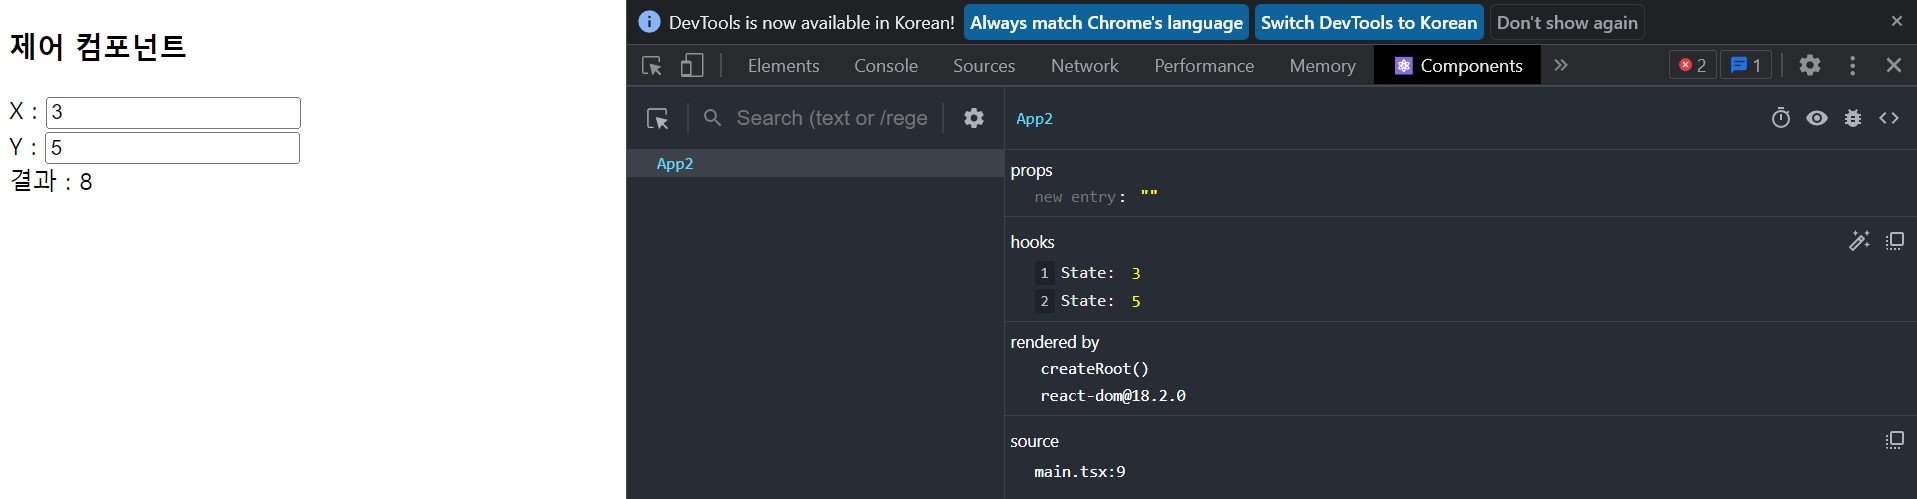 제어 컴포넌트
X : 3
Y : 5
결과 : 8
DevTools is now available in Korean! Always match Chrome's language Switch DevTools to Korean Don't show again ×
Elements Console Sources Network Performance Memory Components » 2 1
Search (text or /rege
App2
App2
props
new entry: ""
hooks
1 State: 3
2 State: 5
rendered by
createRoot()
react-dom@18.2.0
source
main.tsx:9